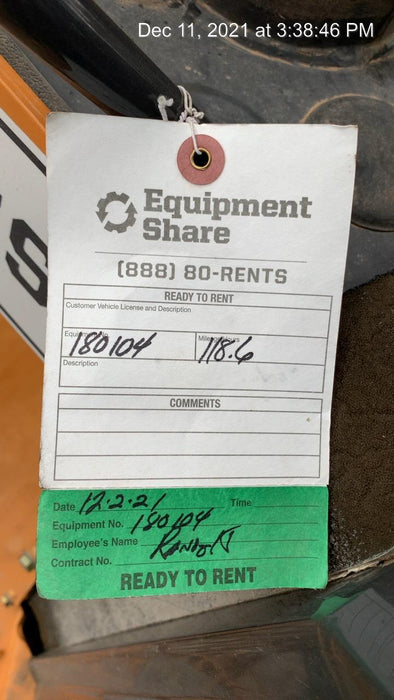 Dec 11, 2021 at 3:38:46 PM
Equipment
Share
(888) 80-RENTS
READY TO RENT
Customer Vehicle License and Description
180104 118.6
Description
COMMENTS
Date 12-2-21 Time
Equipment No. 180104
Employee's Name
Contract No.
READY TO RENT